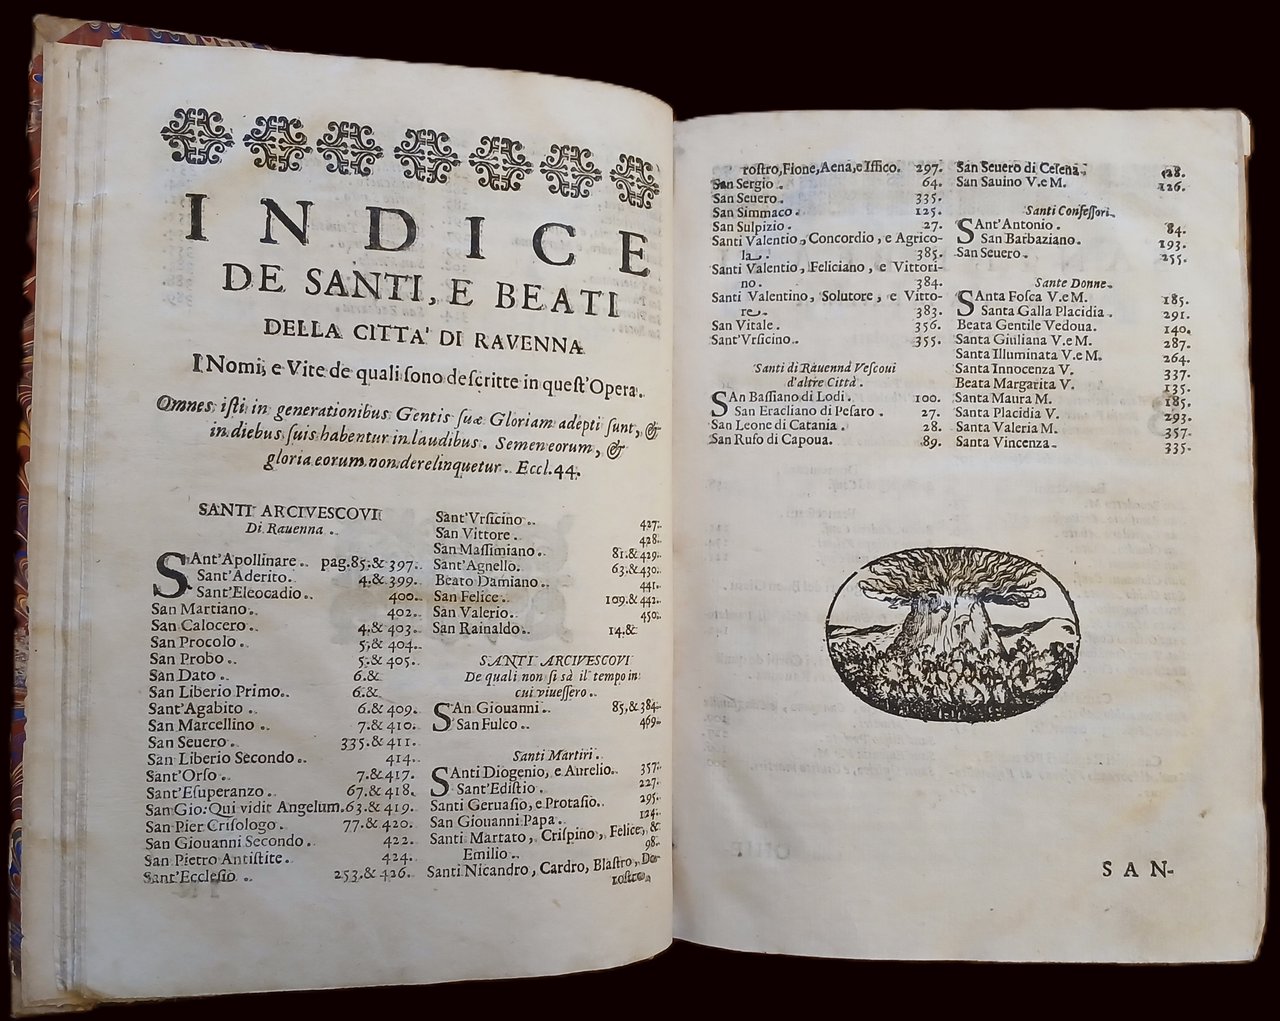 INDICE
DE SANTI, E BEATI
DELLA CITTA' DI RAVENNA
I Nomi, e Vite de quali sono descritte in quest'Opera.
Omnes isti in generationibus Gentis suæ Gloriam adepti sunt, &
in diebus suis habentur in laudibus. Semen eorum, &
gloria eorum non derelinquetur. Eccl. 44.
SANTI ARCIVESCOVI
Di Rauenna.
SAnt'Apollinare. pag. 85. & 397.
Sant'Aderito. 4. & 399.
Sant'Eleocadio. 400.
San Martiano. 402.
San Calocero. 4. & 403.
San Procolo. 5. & 404.
San Probo. 5. & 405.
San Dato. 6. &
San Liberio Primo. 6. &
Sant'Agabito. 6. & 409.
San Marcellino. 7. & 410.
San Seuero. 335. & 411.
San Liberio Secondo. 414.
Sant'Orso. 7. & 417.
Sant'Esuperanzo. 67. & 418.
San Gio: Qui vidit Angelum. 63. & 419.
San Pier Crisologo. 77. & 420.
San Giouanni Secondo. 422.
San Pietro Antistite. 424.
Sant'Ecclesio. 253. & 426.
Sant'Vrsicino. 427.
San Vittore. 428.
San Massimiano. 81. & 429.
Sant'Agnello. 63. & 430.
Beato Damiano. 441.
San Felice. 109. & 442.
San Valerio. 450.
San Rainaldo. 14. &
SANTI ARCIVESCOVI
De quali non si sà il tempo in
cui viuessero.
SAn Giouanni. 85. & 384.
San Fulco. 469.
Santi Martiri.
SAnti Diogenio, e Aurelio. 357.
Sant'Edistio. 227.
Santi Geruasio, e Protasio. 295.
San Giouanni Papa. 124.
Santi Martato, Crispino, Felice, &
Emilio. 98.
Santi Nicandro, Cardro, Blastro, Do-
rostro,
rostro, Fione, Aena, e Iffico. 297.
San Sergio. 64.
San Seuero. 335.
San Simmaco. 125.
San Sulpizio. 27.
Santi Valentio, Concordio, e Agrico-
la. 385.
Santi Valentio, Feliciano, e Vittori-
no. 384.
Santi Valentino, Solutore, e Vitto-
re. 383.
San Vitale. 356.
Sant'Vrsicino. 355.
Santi di Rauenna Vescoui
d'altre Città.
SAn Bassiano di Lodi. 100.
San Eracliano di Pesaro. 27.
San Leone di Catania. 28.
San Rufo di Capoua. 89.
San Seuero di Cesena. 128.
San Sauino V. e M. 126.
Santi Confessori.
SAnt'Antonio. 84.
San Barbaziano. 193.
San Seuero. 255.
Sante Donne.
SAnta Fosca V. e M. 185.
Santa Galla Placidia. 291.
Beata Gentile Vedoua. 140.
Santa Giuliana V. e M. 287.
Santa Illuminata V. e M. 264.
Santa Innocenza V. 337.
Beata Margarita V. 135.
Santa Maura M. 185.
Santa Placidia V. 293.
Santa Valeria M. 357.
Santa Vincenza. 335.
SAN-